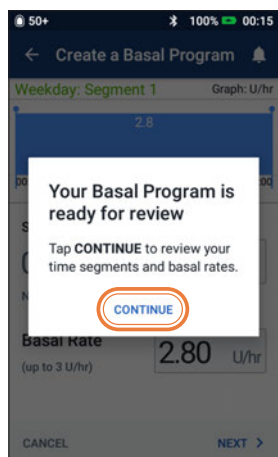 50+ 100% 00:15
Create a Basal Program
Weekday: Segment 1 Graph: U/hr
2.8
Your Basal Program is
ready for review
Tap CONTINUE to review your
time segments and basal rates.
CONTINUE
Basal Rate
(up to 3 U/hr)
2.80 U/hr
CANCEL NEXT >